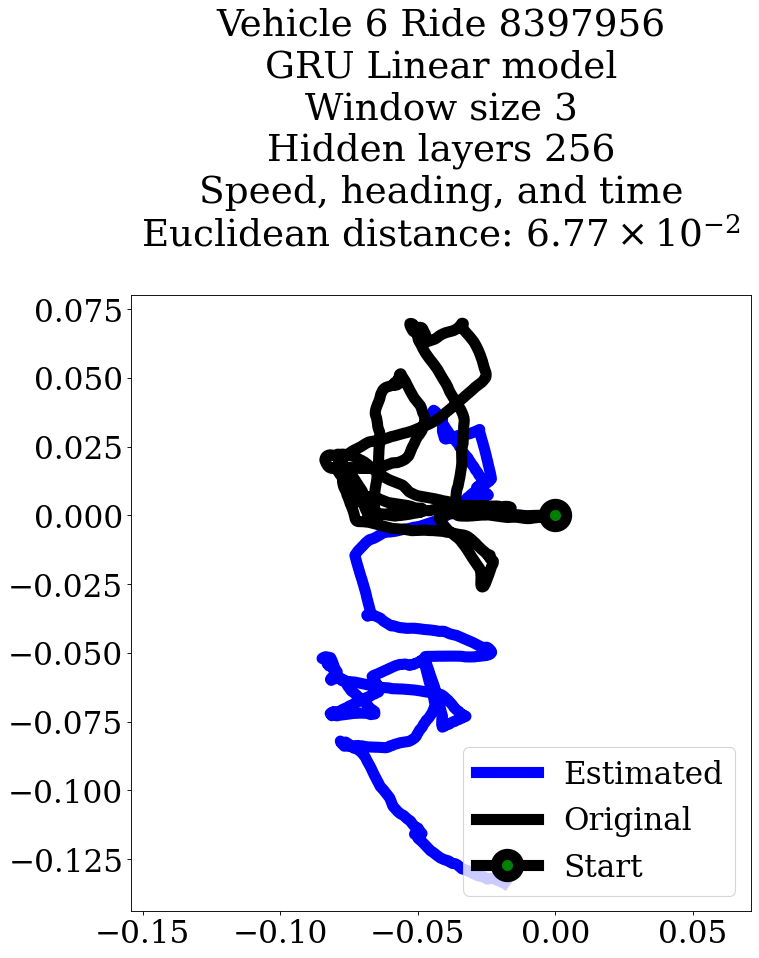 Vehicle 6 Ride 8397956
GRU Linear model
Window size 3
Hidden layers 256
Speed, heading, and time
Euclidean distance: 6.77 × 10⁻²
0.075
0.050
0.025
0.000
−0.025
−0.050
−0.075
−0.100
−0.125
Estimated
Original
Start
−0.15
−0.10
−0.05
0.00
0.05